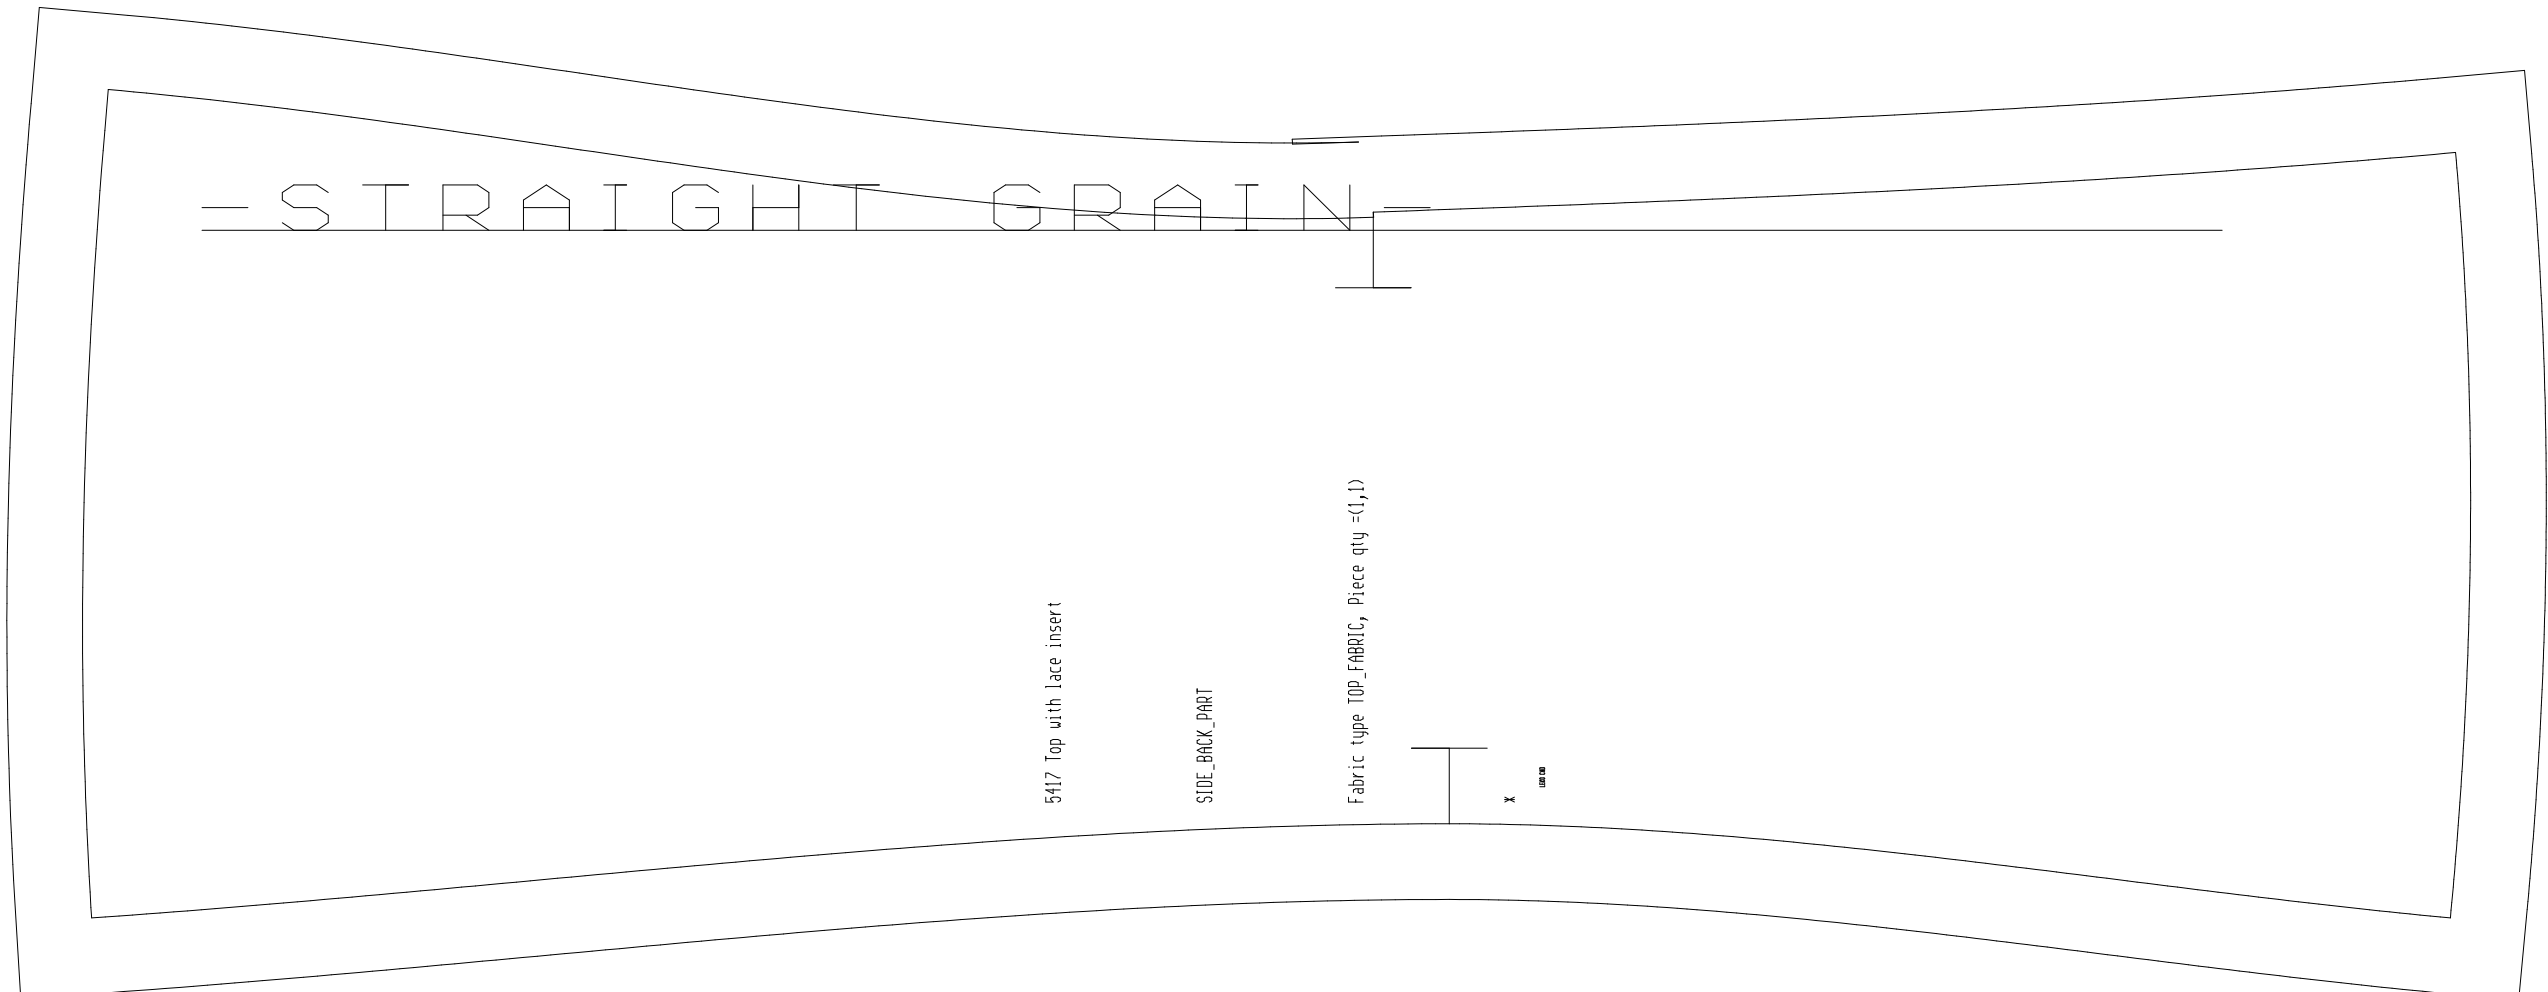 -STRAIGHT GRAIN-
5417 Top with lace insert
SIDE_BACK_PART
Fabric type TOP_FABRIC, Piece qty =(1,1)
X